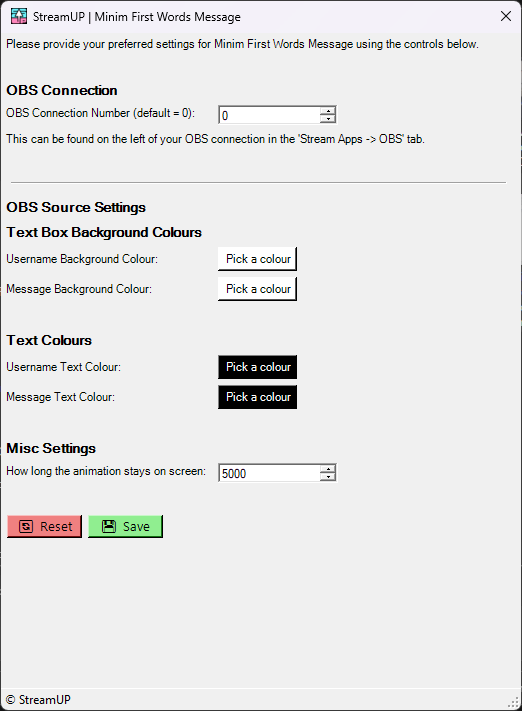 StreamUP | Minim First Words Message
Please provide your preferred settings for Minim First Words Message using the controls below.
OBS Connection
OBS Connection Number (default = 0): 0
This can be found on the left of your OBS connection in the 'Stream Apps -> OBS' tab.
OBS Source Settings
Text Box Background Colours
Username Background Colour: Pick a colour
Message Background Colour: Pick a colour
Text Colours
Username Text Colour: Pick a colour
Message Text Colour: Pick a colour
Misc Settings
How long the animation stays on screen: 5000
Reset Save
© StreamUP